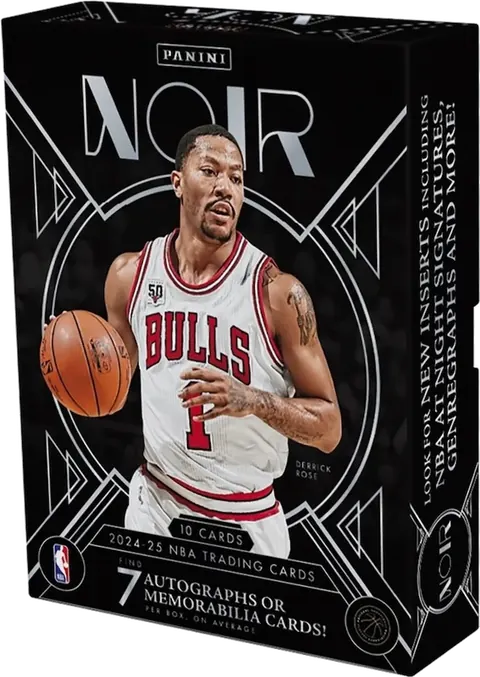 PANINI
NOIR
50
BULLS
1
DERRICK
ROSE
10 CARDS
2024-25 NBA TRADING CARDS
FIND
7 AUTOGRAPHS OR
MEMORABILIA CARDS!
PER BOX, ON AVERAGE
LOOK FOR NEW INSERTS INCLUDING
NBA AT NIGHT SIGNATURES,
GENREGRAPHS AND MORE!
NOIR